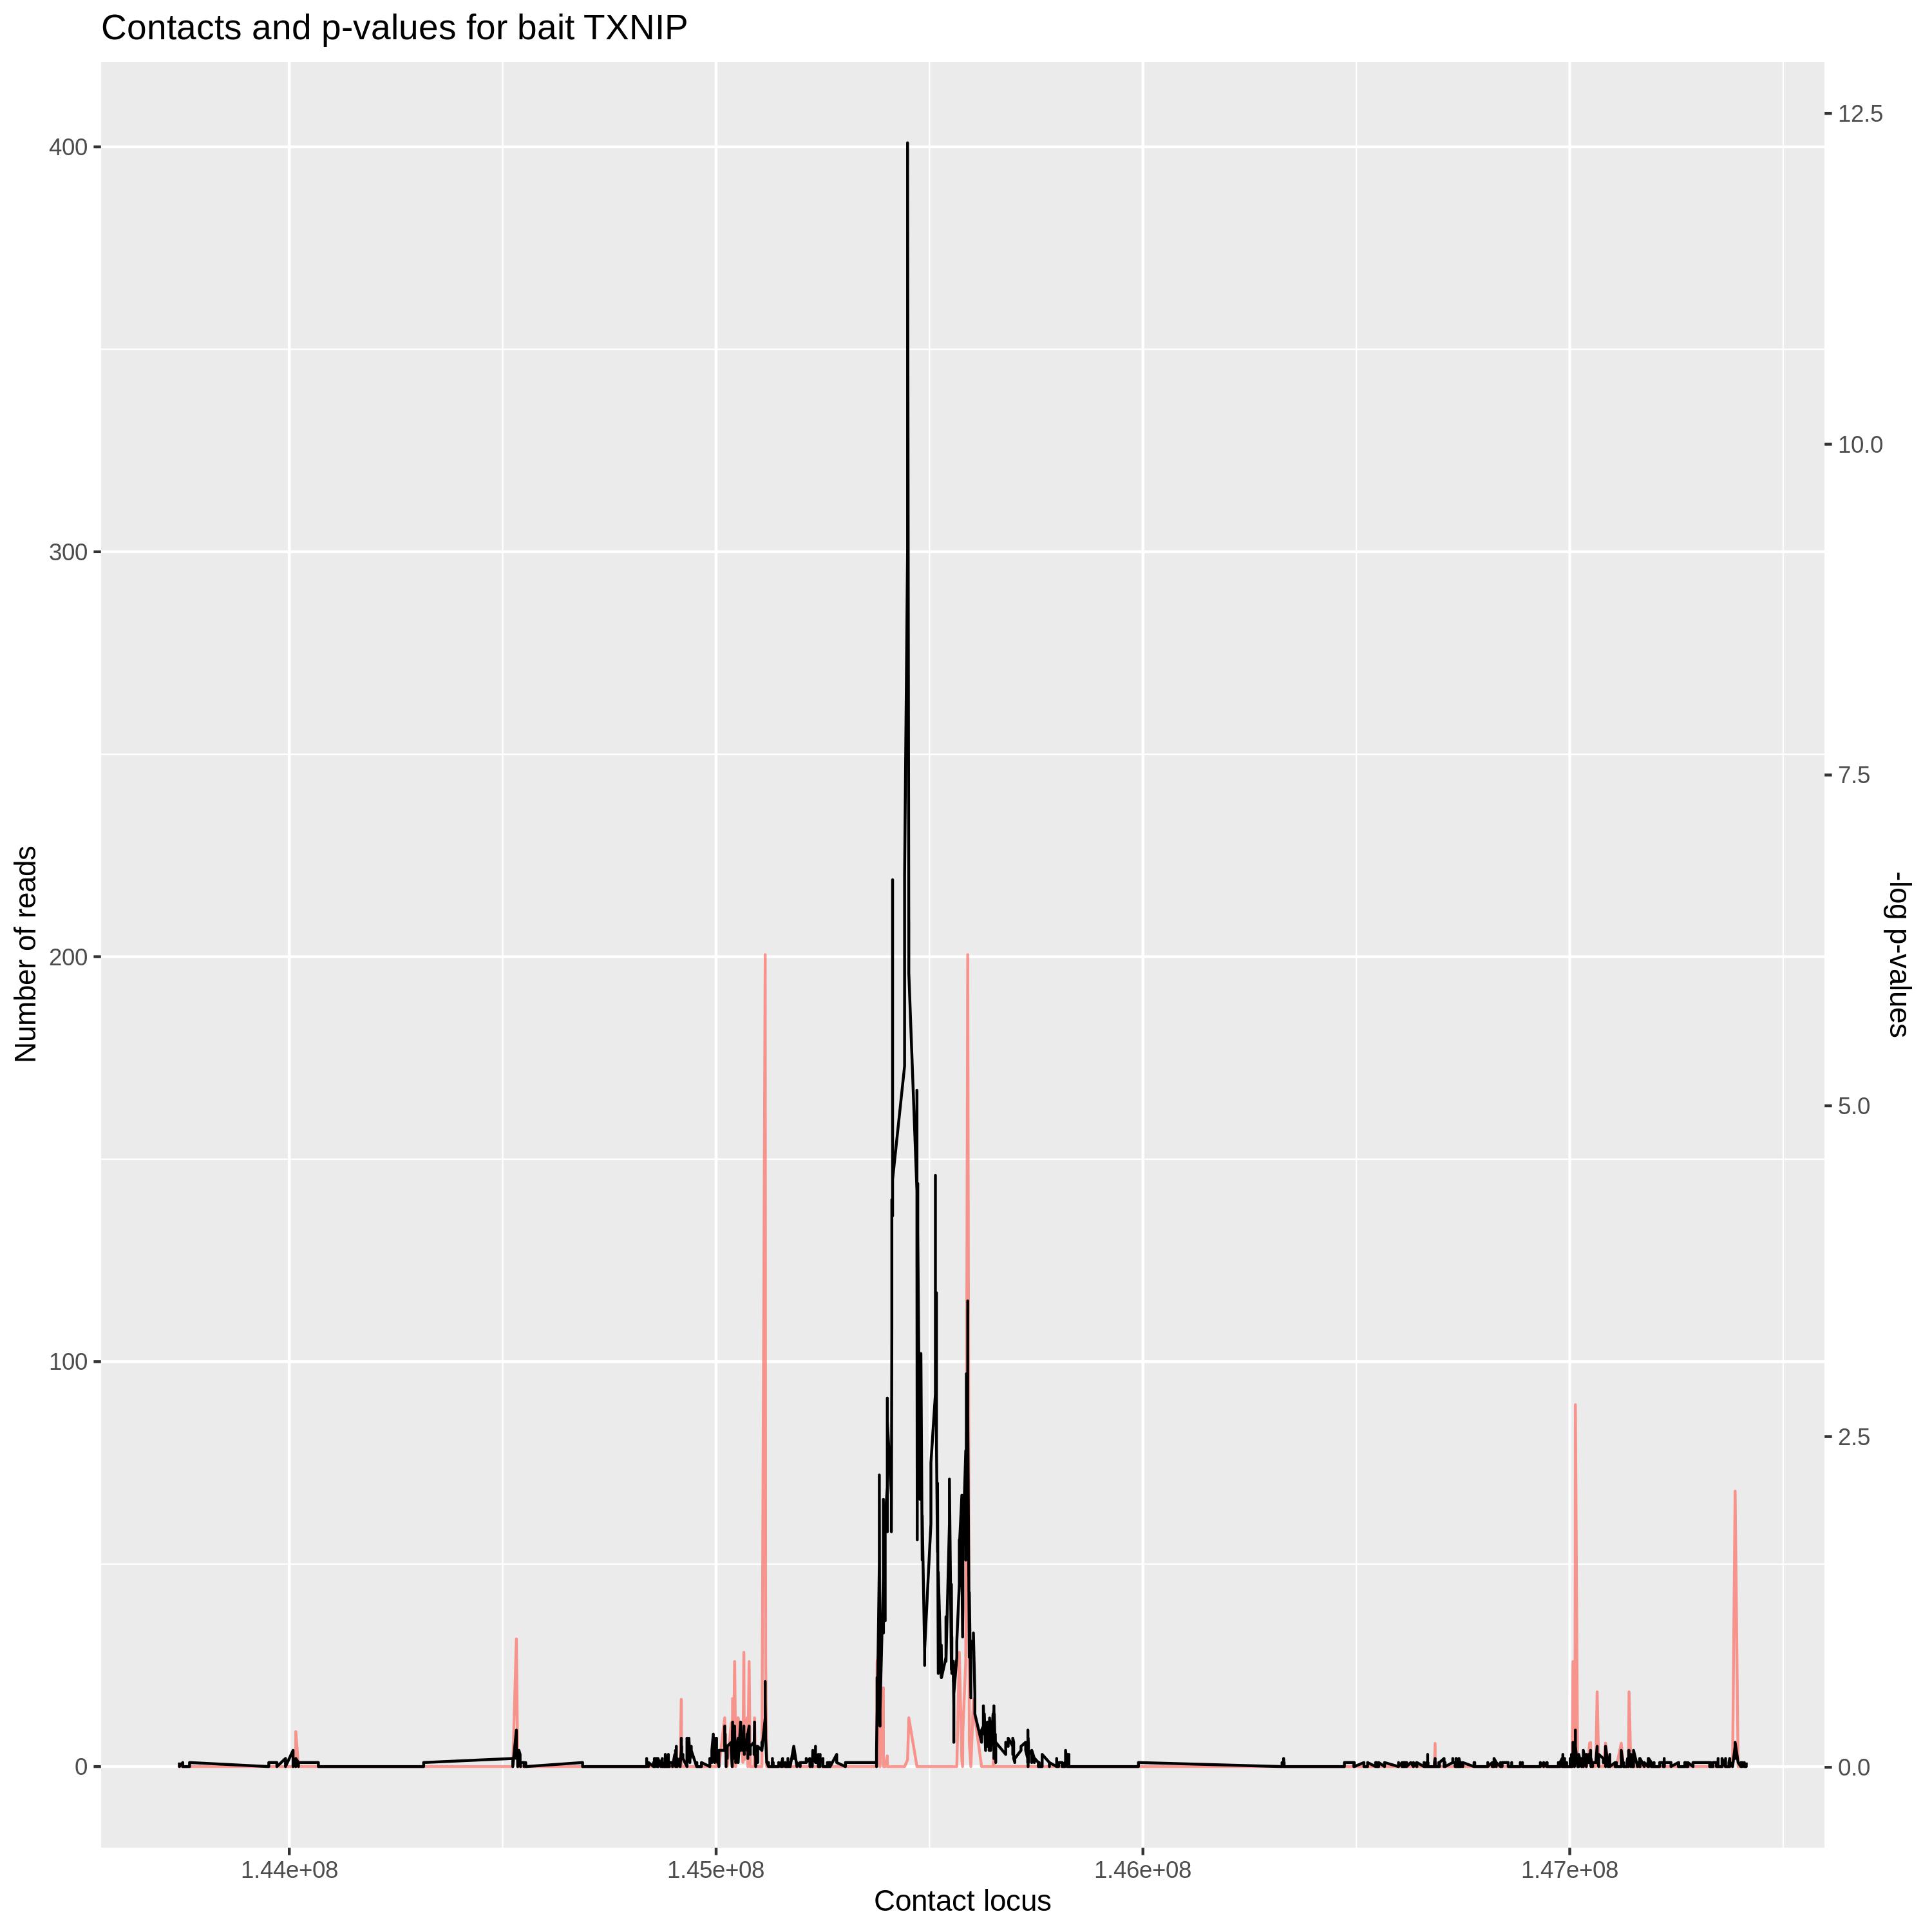 Contacts and p-values for bait TXNIP
400
300
200
100
0
Number of reads
12.5
10.0
7.5
5.0
2.5
0.0
-log p-values
1.44e+08
1.45e+08
1.46e+08
1.47e+08
Contact locus